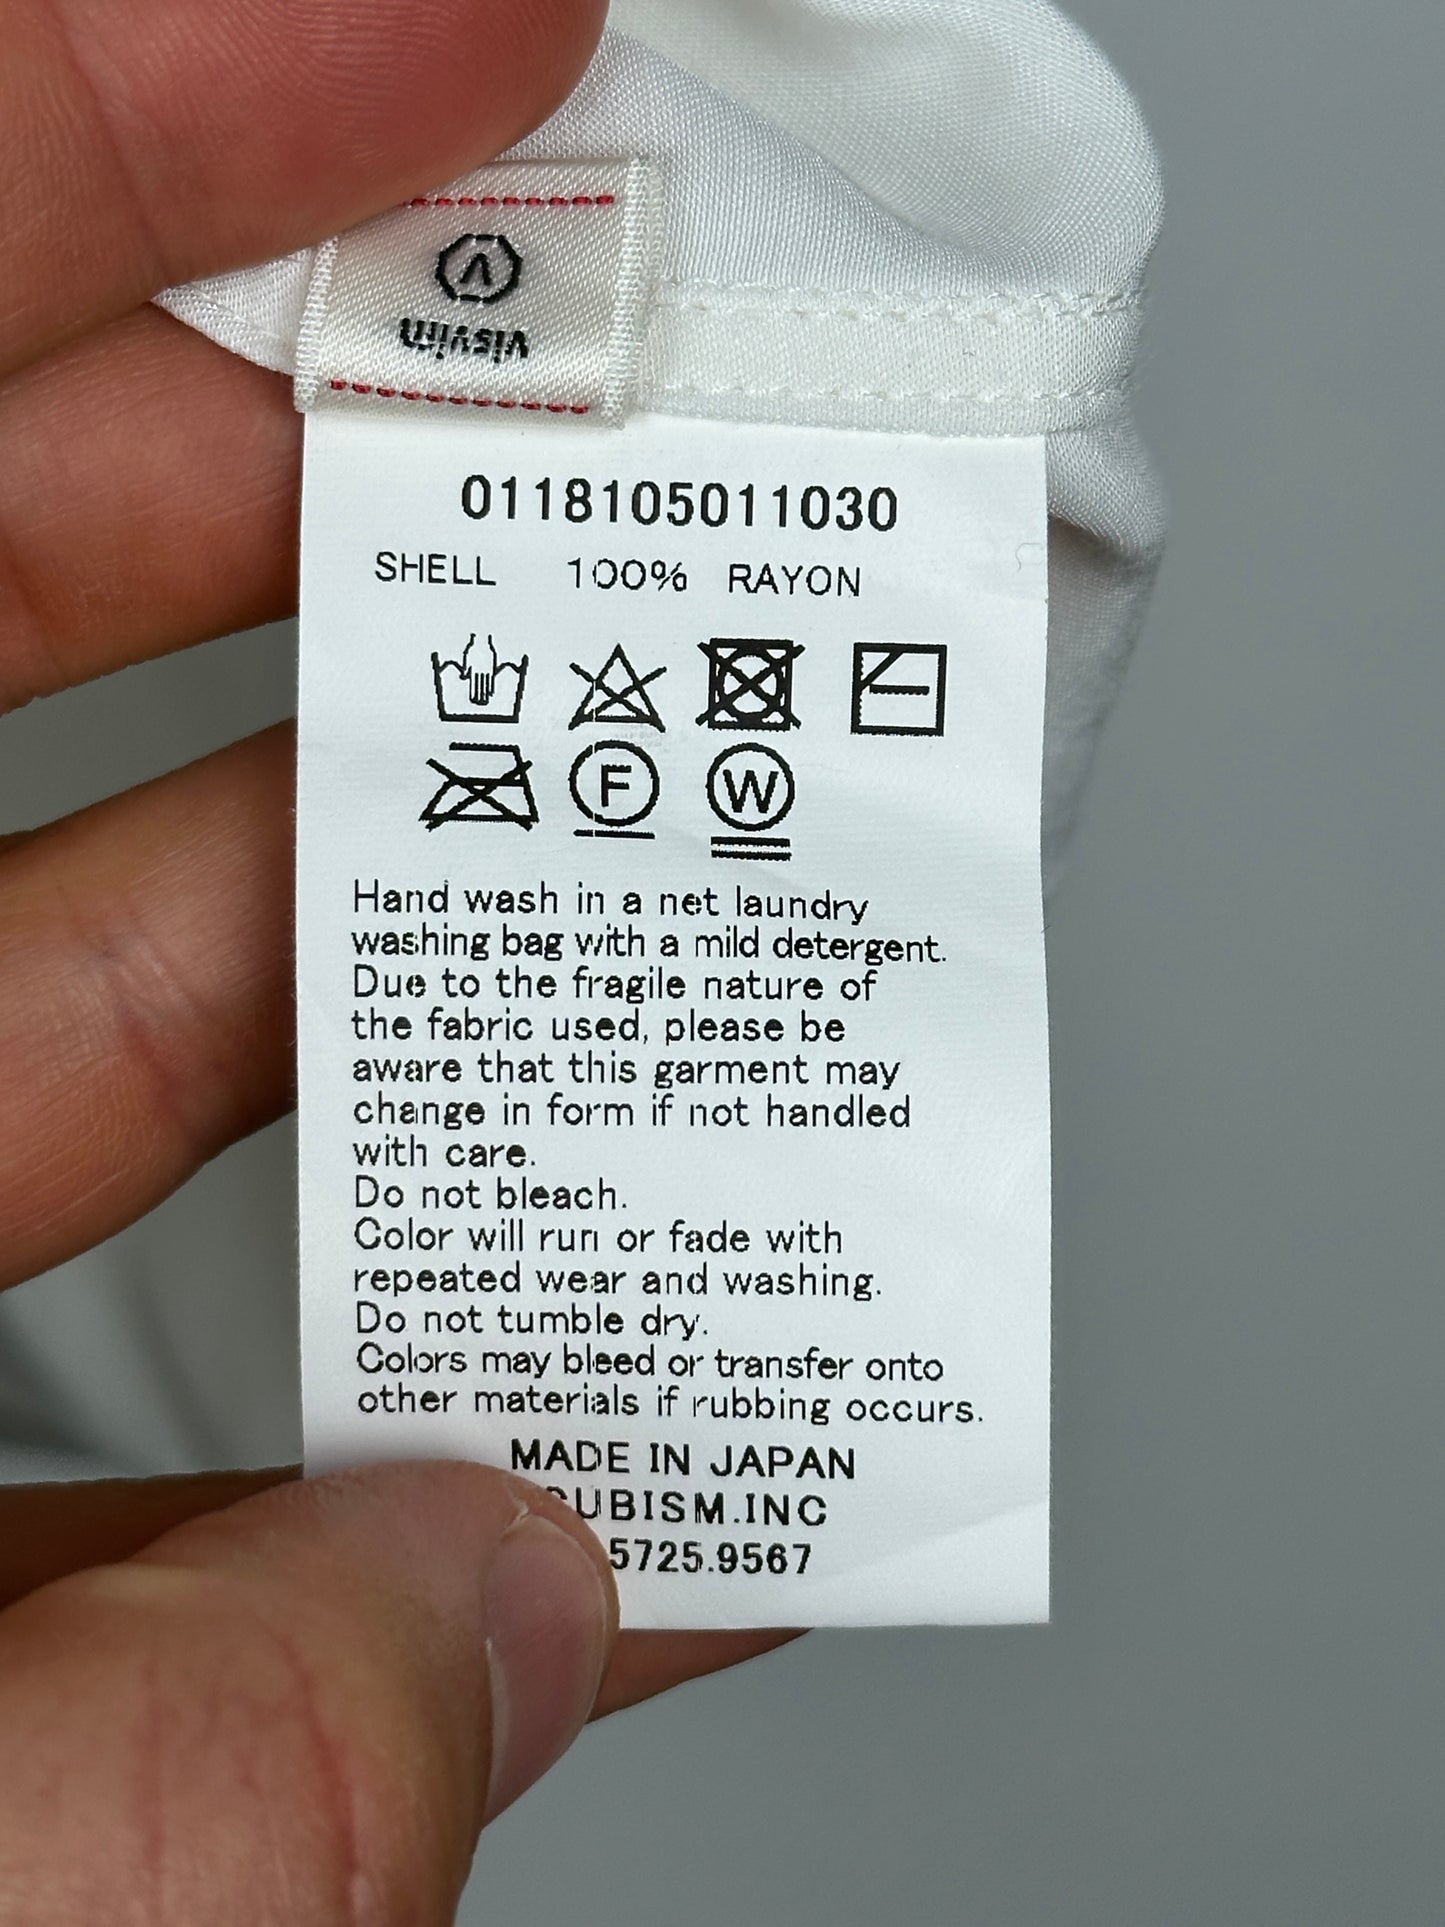 visvim
0118105011030
SHELL 100% RAYON
F W
Hand wash in a net laundry
washing bag with a mild detergent.
Due to the fragile nature of
the fabric used, please be
aware that this garment may
change in form if not handled
with care.
Do not bleach.
Color will run or fade with
repeated wear and washing.
Do not tumble dry.
Colors may bleed or transfer onto
other materials if rubbing occurs.
MADE IN JAPAN
CUBISM.INC
5725.9567